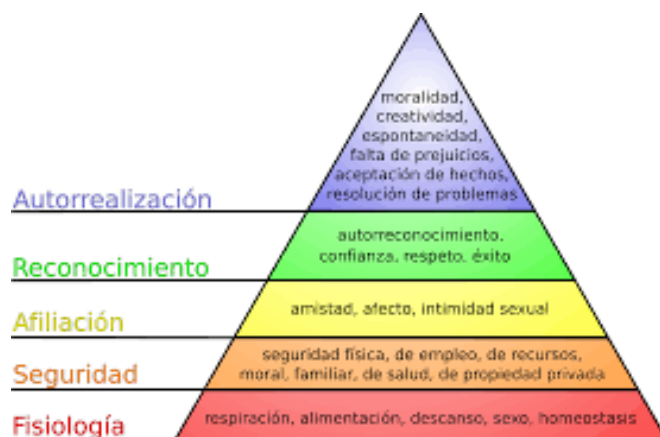 moralidad,
creatividad,
espontaneidad,
falta de prejuicios,
aceptación de hechos,
resolución de problemas
Autorrealización
autorreconocimiento,
confianza, respeto, éxito
Reconocimiento
amistad, afecto, intimidad sexual
Afiliación
seguridad física, de empleo, de recursos,
moral, familiar, de salud, de propiedad privada
Seguridad
respiración, alimentación, descanso, sexo, homeostasis
Fisiología